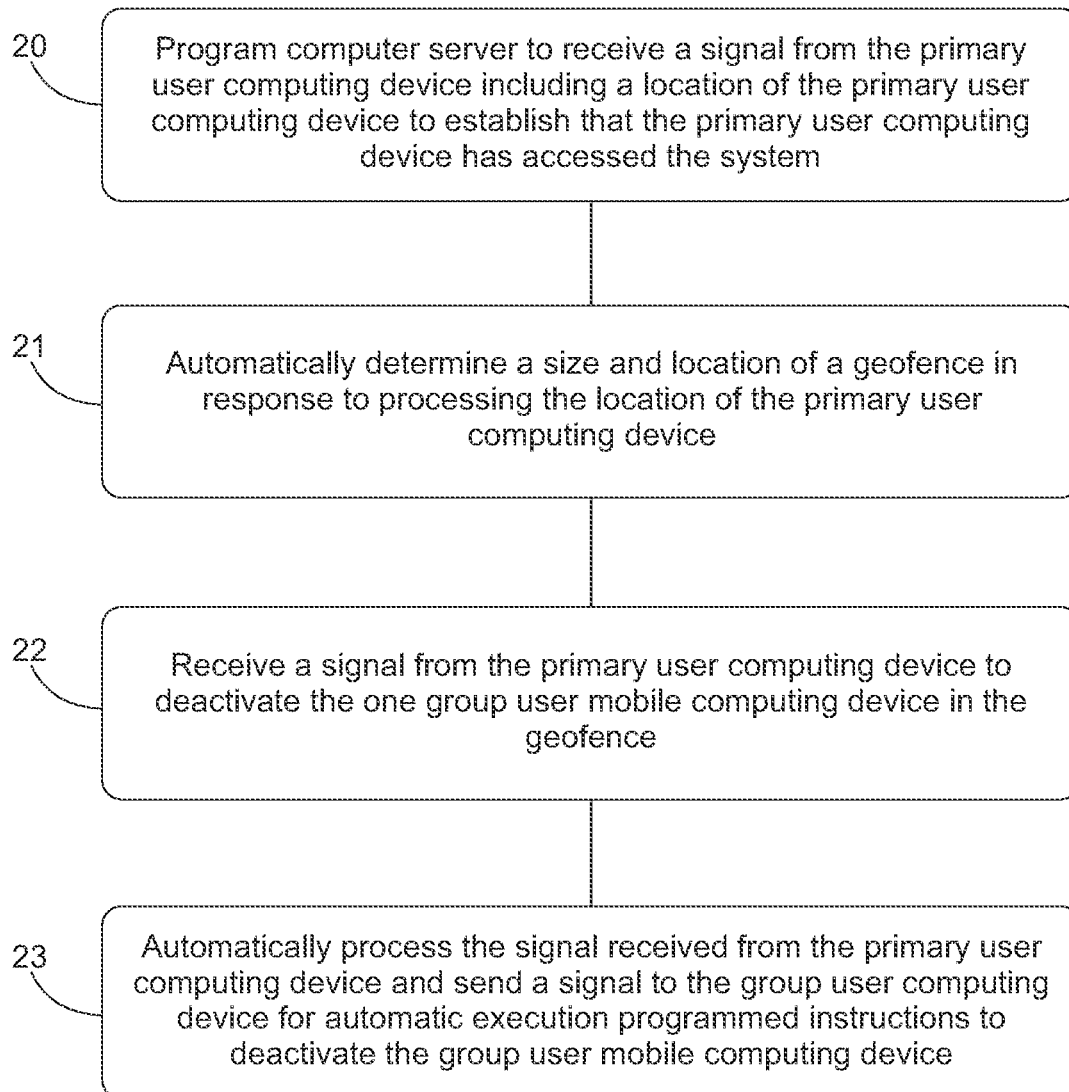 20
Program computer server to receive a signal from the primary
user computing device including a location of the primary user
computing device to establish that the primary user computing
device has accessed the system
21
Automatically determine a size and location of a geofence in
response to processing the location of the primary user
computing device
22
Receive a signal from the primary user computing device to
deactivate the one group user mobile computing device in the
geofence
23
Automatically process the signal received from the primary user
computing device and send a signal to the group user computing
device for automatic execution programmed instructions to
deactivate the group user mobile computing device